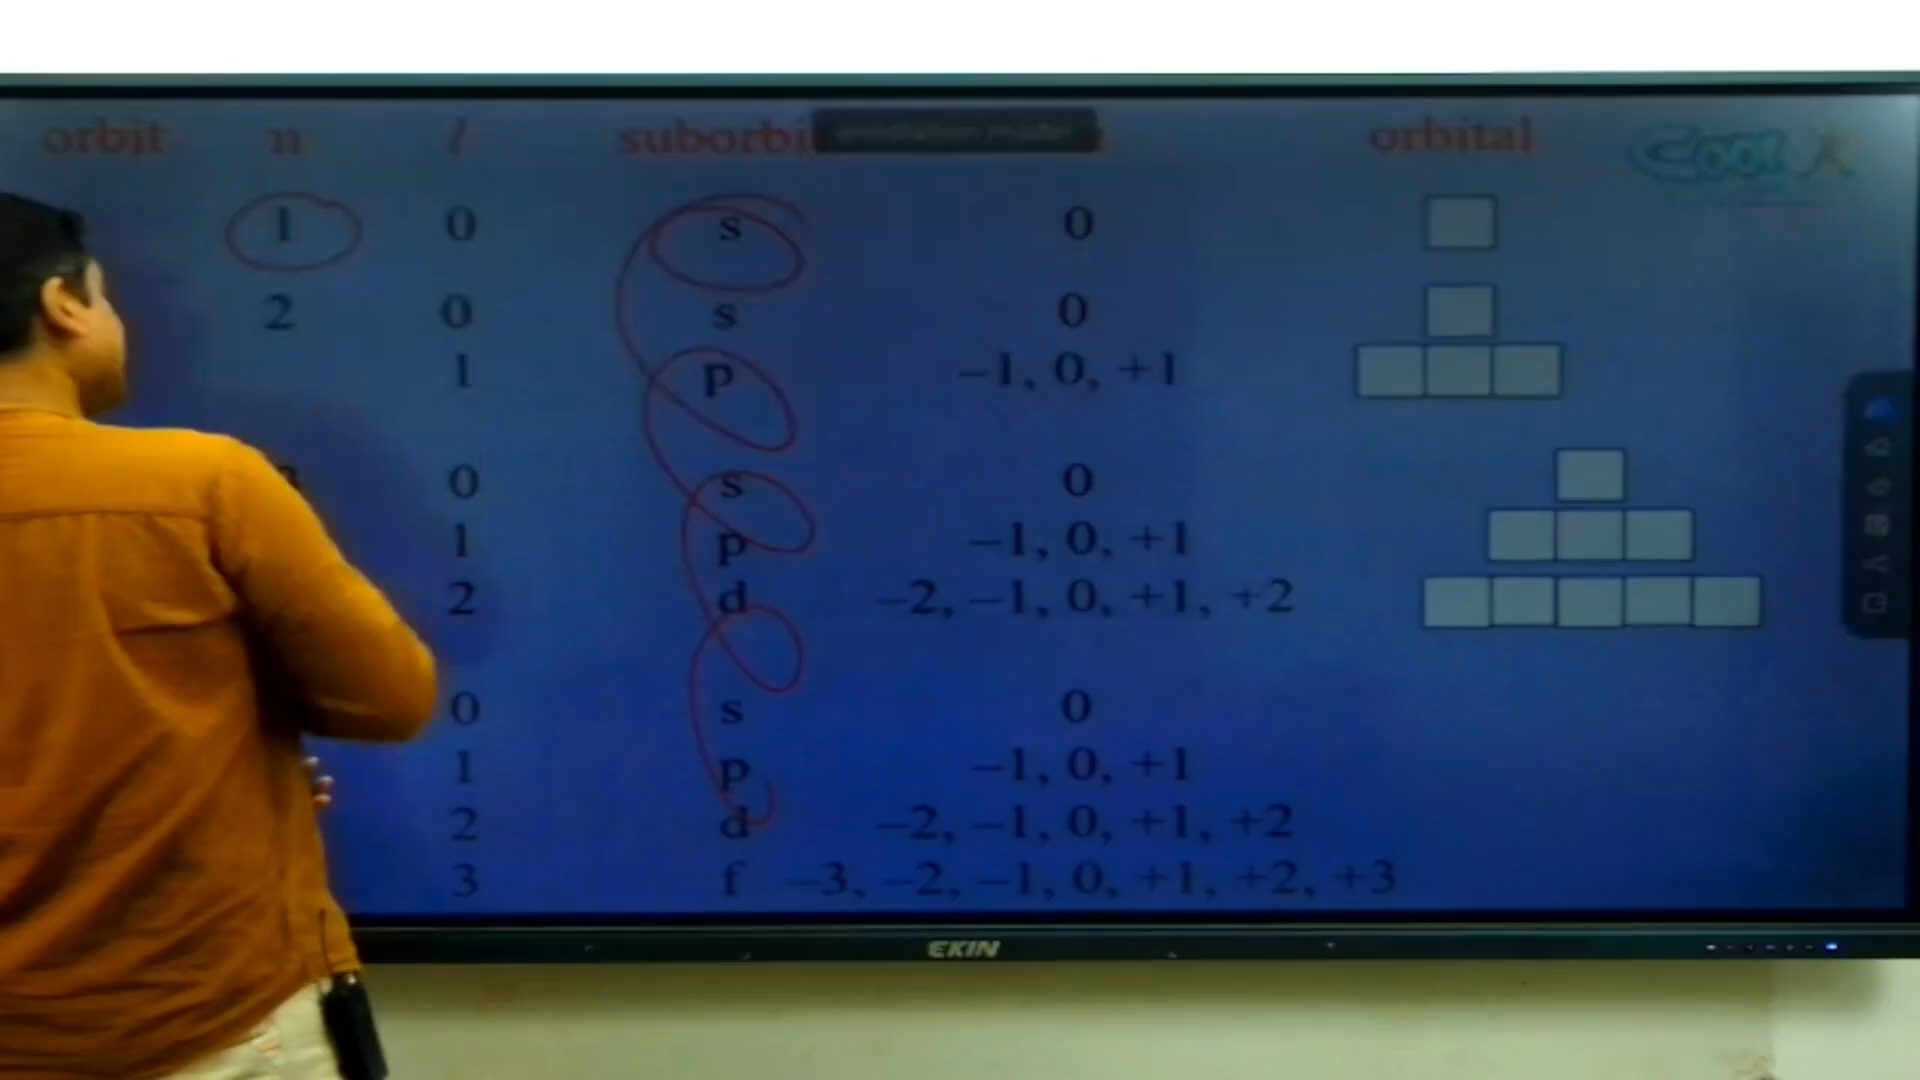 orbit n l suborbi orbital COOL
1 0 s 0
2 0 s 0
1 p –1, 0, +1
0 s 0
1 p –1, 0, +1
2 d –2, –1, 0, +1, +2
0 s 0
1 p –1, 0, +1
2 d –2, –1, 0, +1, +2
3 f –3, –2, –1, 0, +1, +2, +3
EKIN